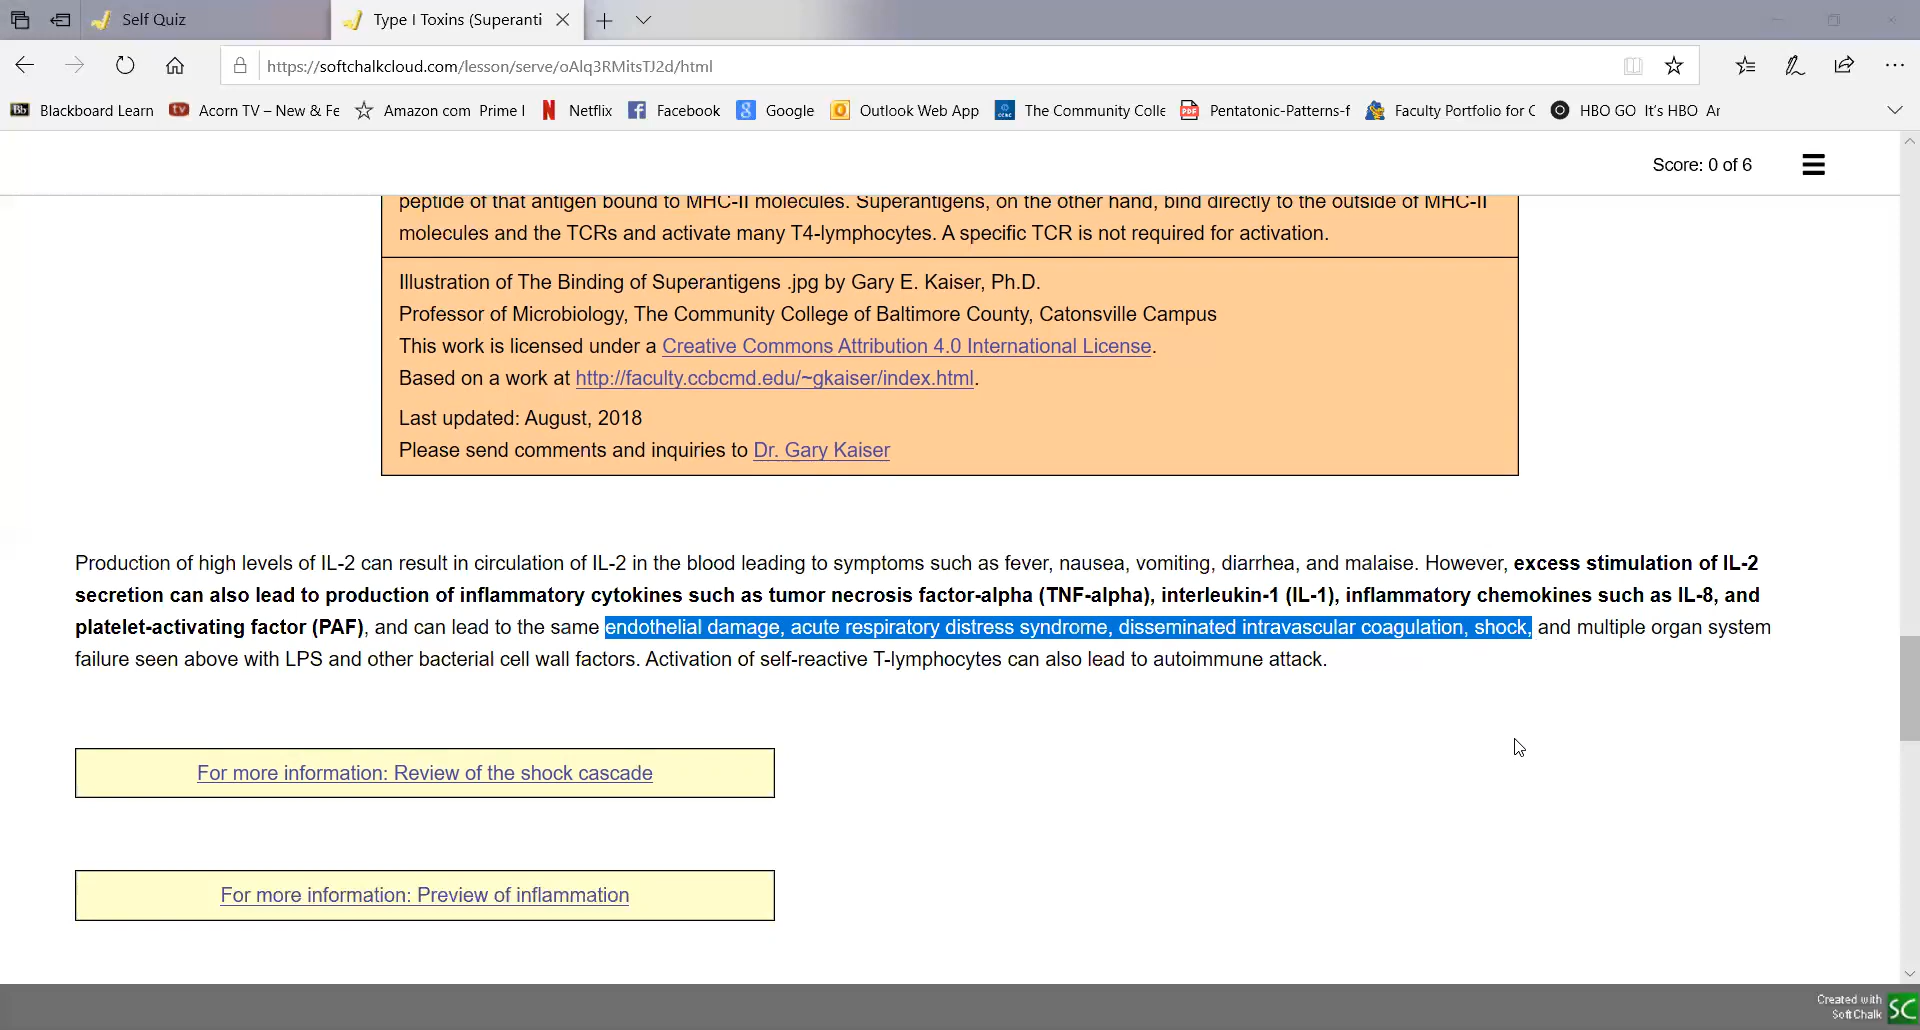 Self Quiz
Type I Toxins (Superanti
https://softchalkcloud.com/lesson/serve/oAlq3RMitsTJ2d/html
Bb Blackboard Learn tv Acorn TV – New & Fe Amazon com Prime I N Netflix f Facebook 8 Google Outlook Web App The Community Colle PDF Pentatonic-Patterns-f Faculty Portfolio for C HBO GO It's HBO Ar
Score: 0 of 6
peptide of that antigen bound to MHC-II molecules. Superantigens, on the other hand, bind directly to the outside of MHC-II
molecules and the TCRs and activate many T4-lymphocytes. A specific TCR is not required for activation.
Illustration of The Binding of Superantigens .jpg by Gary E. Kaiser, Ph.D.
Professor of Microbiology, The Community College of Baltimore County, Catonsville Campus
This work is licensed under a Creative Commons Attribution 4.0 International License.
Based on a work at http://faculty.ccbcmd.edu/~gkaiser/index.html.
Last updated: August, 2018
Please send comments and inquiries to Dr. Gary Kaiser
Production of high levels of IL-2 can result in circulation of IL-2 in the blood leading to symptoms such as fever, nausea, vomiting, diarrhea, and malaise. However, excess stimulation of IL-2
secretion can also lead to production of inflammatory cytokines such as tumor necrosis factor-alpha (TNF-alpha), interleukin-1 (IL-1), inflammatory chemokines such as IL-8, and
platelet-activating factor (PAF), and can lead to the same endothelial damage, acute respiratory distress syndrome, disseminated intravascular coagulation, shock, and multiple organ system
failure seen above with LPS and other bacterial cell wall factors. Activation of self-reactive T-lymphocytes can also lead to autoimmune attack.
For more information: Review of the shock cascade
For more information: Preview of inflammation
Created with
SoftChalk
SC